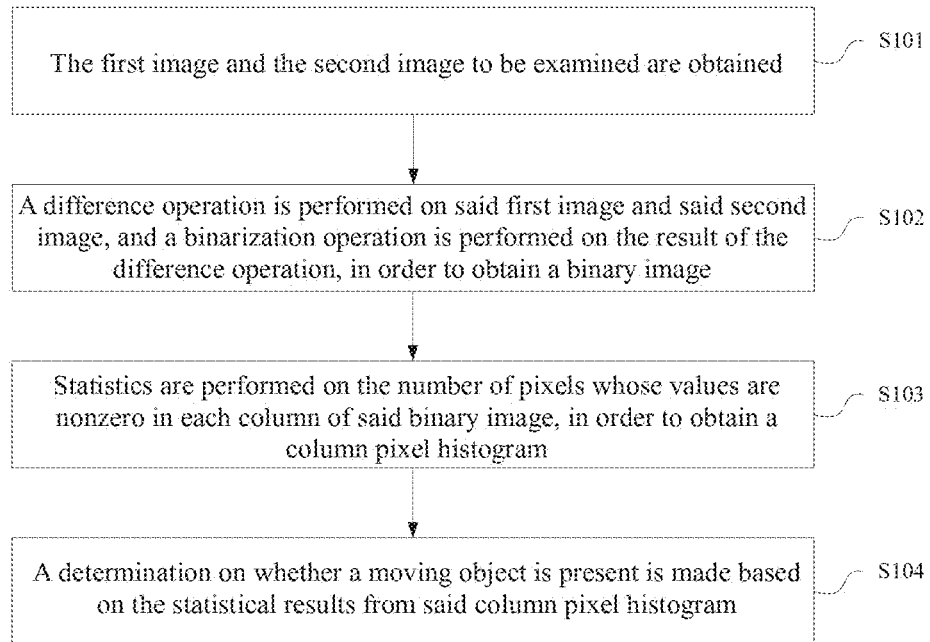 The first image and the second image to be examined are obtained
S101
A difference operation is performed on said first image and said second
image, and a binarization operation is performed on the result of the
difference operation, in order to obtain a binary image
S102
Statistics are performed on the number of pixels whose values are
nonzero in each column of said binary image, in order to obtain a
column pixel histogram
S103
A determination on whether a moving object is present is made based
on the statistical results from said column pixel histogram
S104